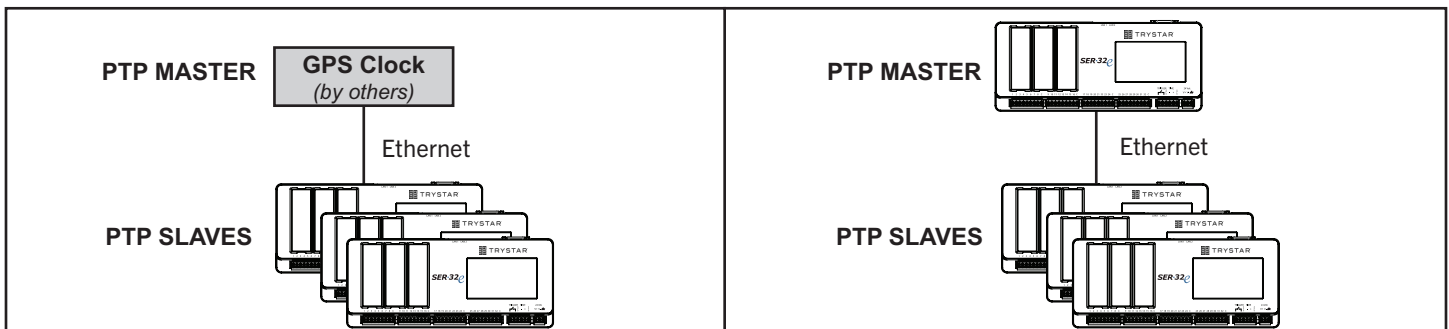 PTP MASTER
GPS Clock
(by others)
Ethernet
TRYSTAR
TRYSTAR
TRYSTAR
PTP SLAVES
SER-32e
TRYSTAR
PTP MASTER
SER-32e
Ethernet
TRYSTAR
TRYSTAR
TRYSTAR
PTP SLAVES
SER-32e